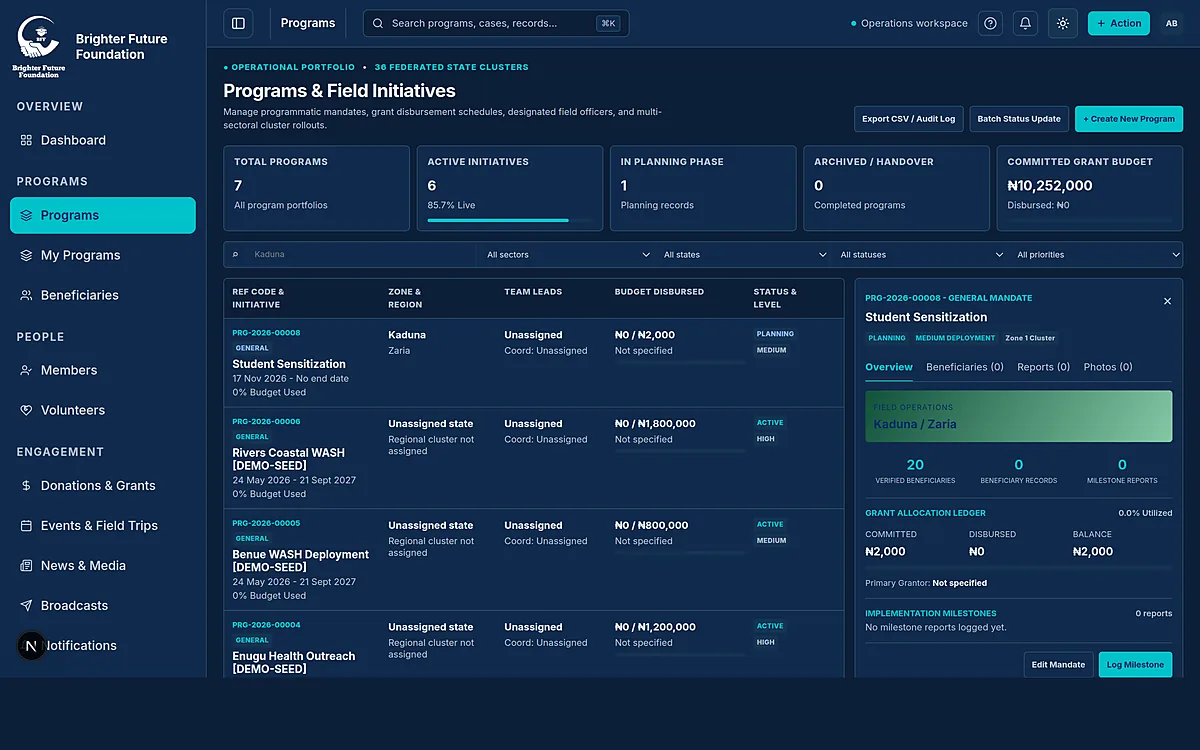 BFF
Brighter Future
Foundation
Brighter Future
Foundation
OVERVIEW
Dashboard
PROGRAMS
Programs
My Programs
Beneficiaries
PEOPLE
Members
Volunteers
ENGAGEMENT
Donations & Grants
Events & Field Trips
News & Media
Broadcasts
N
Notifications
Programs
Search programs, cases, records...
⌘K
Operations workspace
+ Action
AB
• OPERATIONAL PORTFOLIO • 36 FEDERATED STATE CLUSTERS
Programs & Field Initiatives
Manage programmatic mandates, grant disbursement schedules, designated field officers, and multi-
sectoral cluster rollouts.
Export CSV / Audit Log
Batch Status Update
+ Create New Program
TOTAL PROGRAMS
7
All program portfolios
ACTIVE INITIATIVES
6
85.7% Live
IN PLANNING PHASE
1
Planning records
ARCHIVED / HANDOVER
0
Completed programs
COMMITTED GRANT BUDGET
₦10,252,000
Disbursed: ₦0
Kaduna
All sectors
All states
All statuses
All priorities
REF CODE &
INITIATIVE
ZONE &
REGION
TEAM LEADS
BUDGET DISBURSED
STATUS &
LEVEL
PRG-2026-00008
GENERAL
Student Sensitization
17 Nov 2026 - No end date
0% Budget Used
Kaduna
Zaria
Unassigned
Coord: Unassigned
₦0 / ₦2,000
Not specified
PLANNING
MEDIUM
PRG-2026-00006
GENERAL
Rivers Coastal WASH
[DEMO-SEED]
24 May 2026 - 21 Sept 2027
0% Budget Used
Unassigned state
Regional cluster not
assigned
Unassigned
Coord: Unassigned
₦0 / ₦1,800,000
Not specified
ACTIVE
HIGH
PRG-2026-00005
GENERAL
Benue WASH Deployment
[DEMO-SEED]
24 May 2026 - 21 Sept 2027
0% Budget Used
Unassigned state
Regional cluster not
assigned
Unassigned
Coord: Unassigned
₦0 / ₦800,000
Not specified
ACTIVE
MEDIUM
PRG-2026-00004
GENERAL
Enugu Health Outreach
[DEMO-SEED]
Unassigned state
Regional cluster not
assigned
Unassigned
Coord: Unassigned
₦0 / ₦1,200,000
Not specified
ACTIVE
HIGH
PRG-2026-00008 - GENERAL MANDATE
Student Sensitization
PLANNING
MEDIUM DEPLOYMENT
Zone 1 Cluster
Overview
Beneficiaries (0)
Reports (0)
Photos (0)
FIELD OPERATIONS
Kaduna / Zaria
20
VERIFIED BENEFICIARIES
0
BENEFICIARY RECORDS
0
MILESTONE REPORTS
GRANT ALLOCATION LEDGER
0.0% Utilized
COMMITTED
₦2,000
DISBURSED
₦0
BALANCE
₦2,000
Primary Grantor: Not specified
IMPLEMENTATION MILESTONES
0 reports
No milestone reports logged yet.
Edit Mandate
Log Milestone